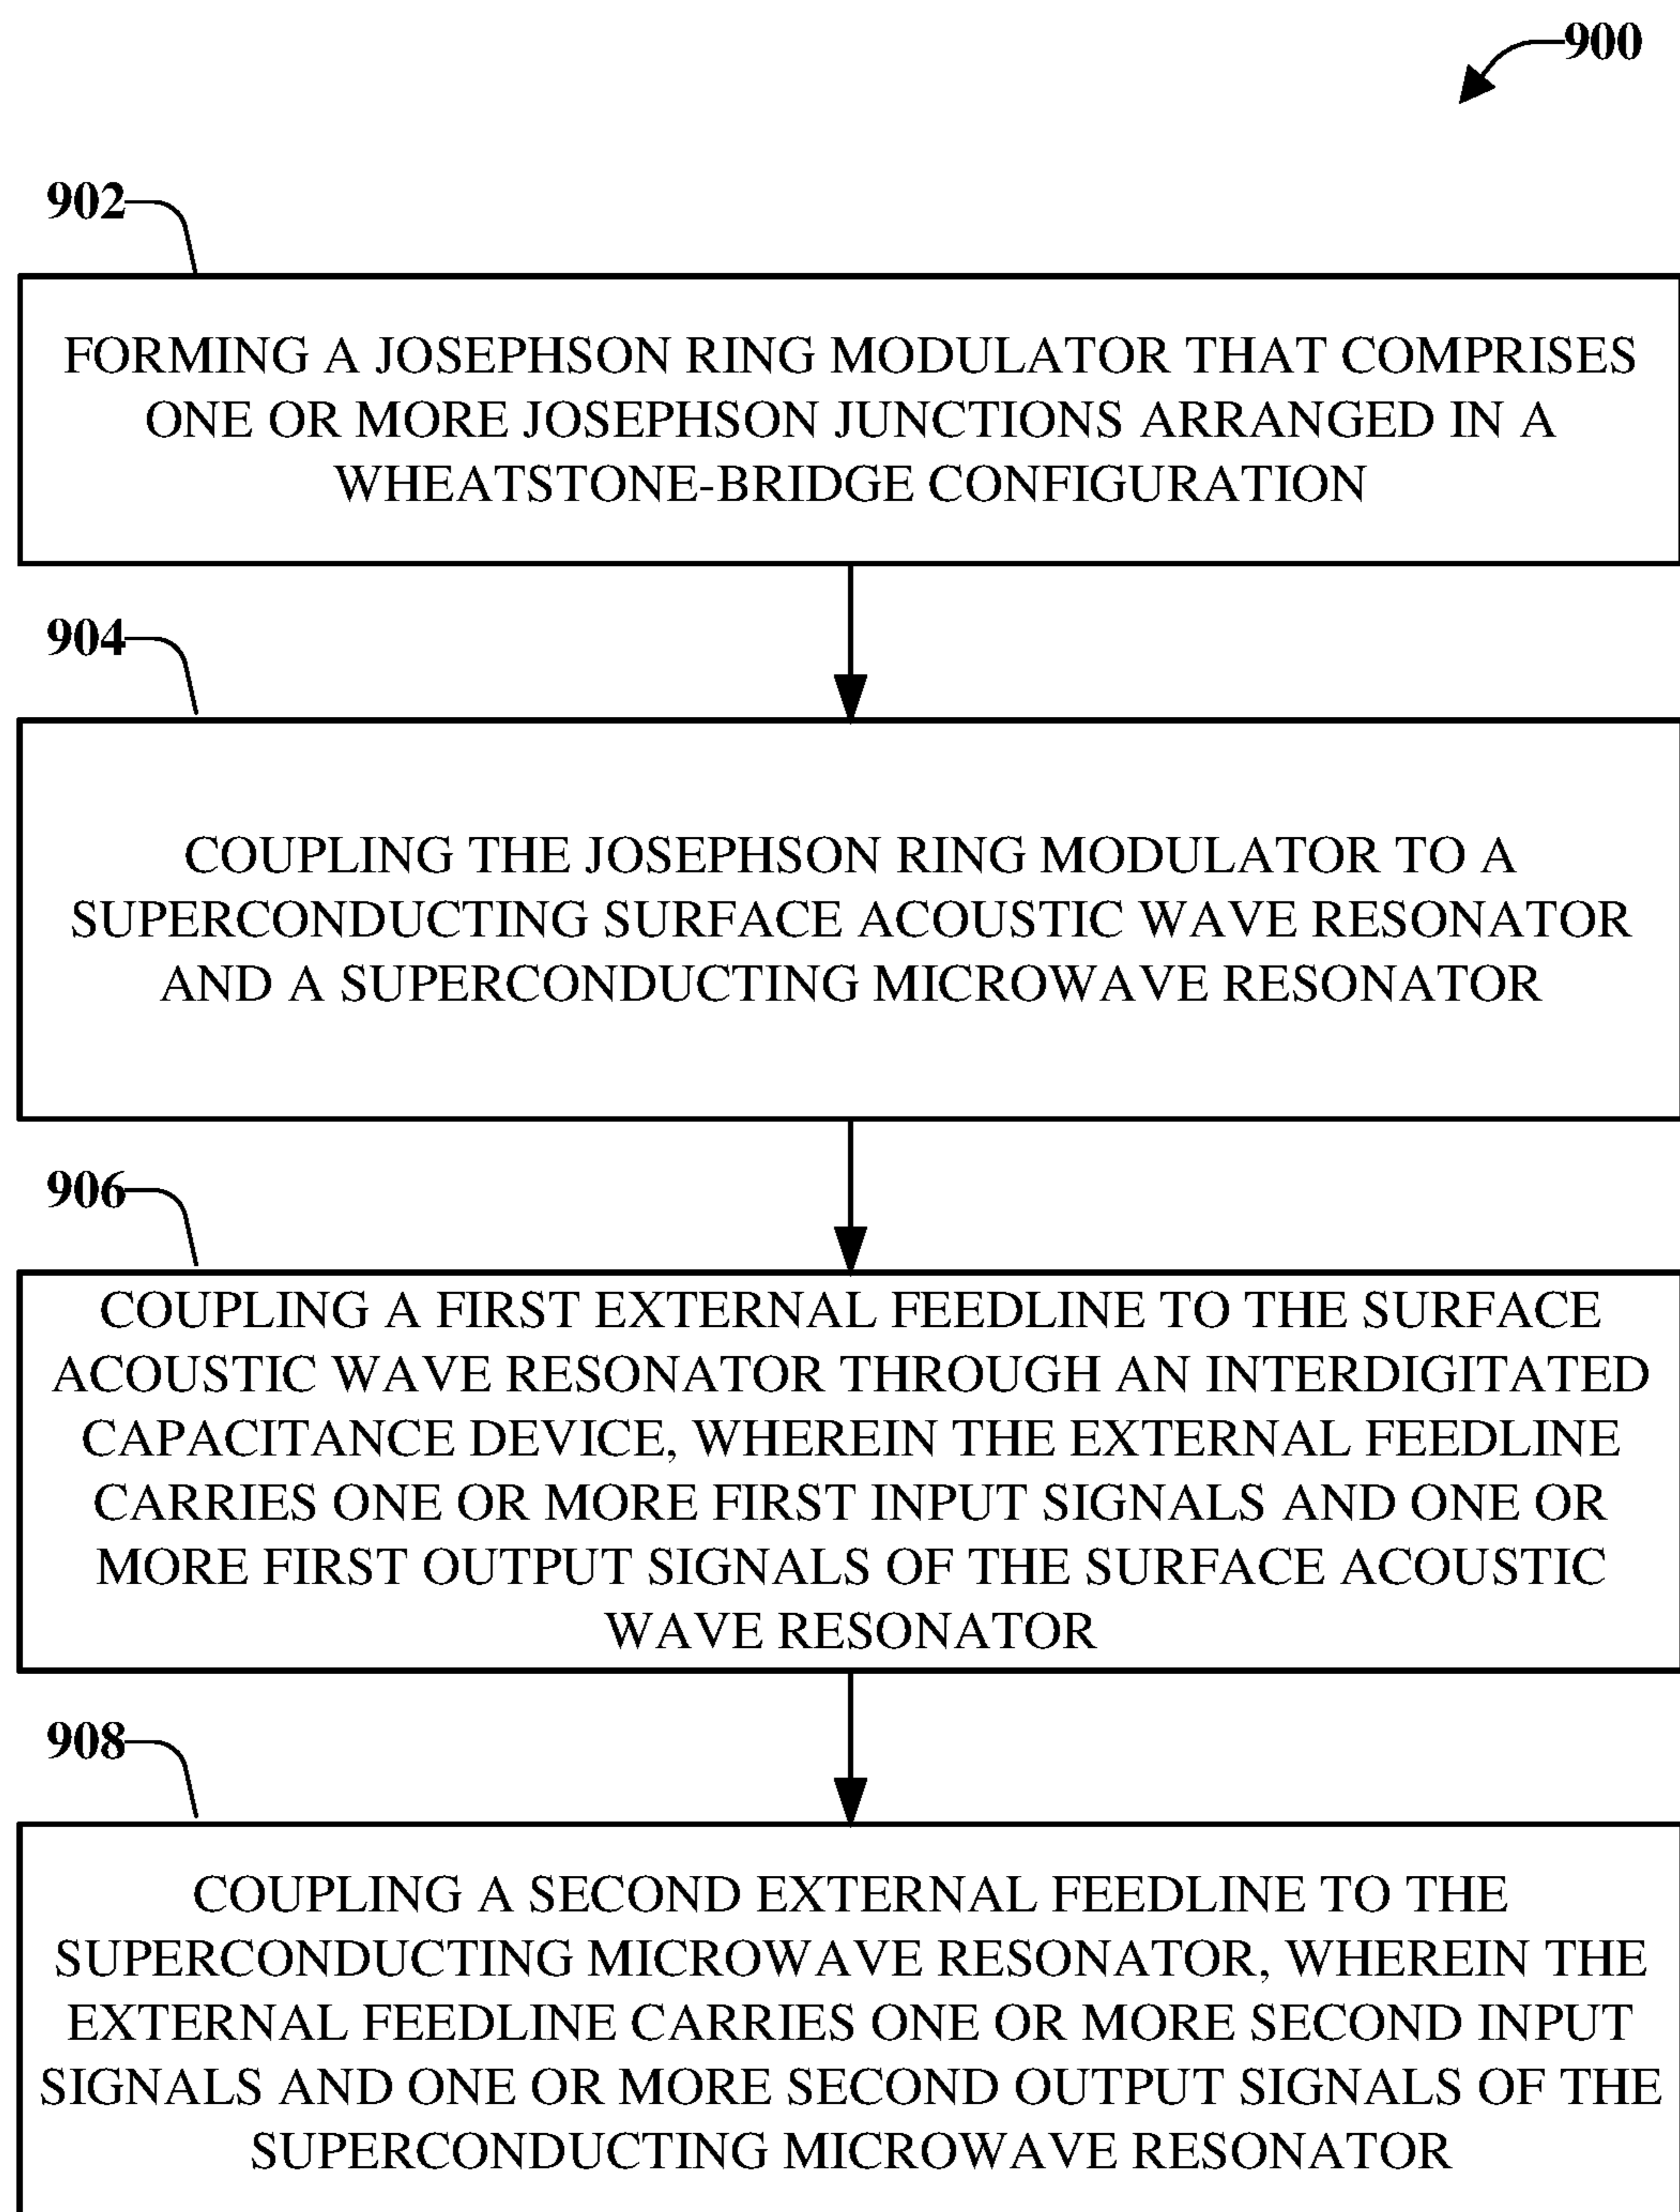 900
902
FORMING A JOSEPHSON RING MODULATOR THAT COMPRISES
ONE OR MORE JOSEPHSON JUNCTIONS ARRANGED IN A
WHEATSTONE-BRIDGE CONFIGURATION
904
COUPLING THE JOSEPHSON RING MODULATOR TO A
SUPERCONDUCTING SURFACE ACOUSTIC WAVE RESONATOR
AND A SUPERCONDUCTING MICROWAVE RESONATOR
906
COUPLING A FIRST EXTERNAL FEEDLINE TO THE SURFACE
ACOUSTIC WAVE RESONATOR THROUGH AN INTERDIGITATED
CAPACITANCE DEVICE, WHEREIN THE EXTERNAL FEEDLINE
CARRIES ONE OR MORE FIRST INPUT SIGNALS AND ONE OR
MORE FIRST OUTPUT SIGNALS OF THE SURFACE ACOUSTIC
WAVE RESONATOR
908
COUPLING A SECOND EXTERNAL FEEDLINE TO THE
SUPERCONDUCTING MICROWAVE RESONATOR, WHEREIN THE
EXTERNAL FEEDLINE CARRIES ONE OR MORE SECOND INPUT
SIGNALS AND ONE OR MORE SECOND OUTPUT SIGNALS OF THE
SUPERCONDUCTING MICROWAVE RESONATOR